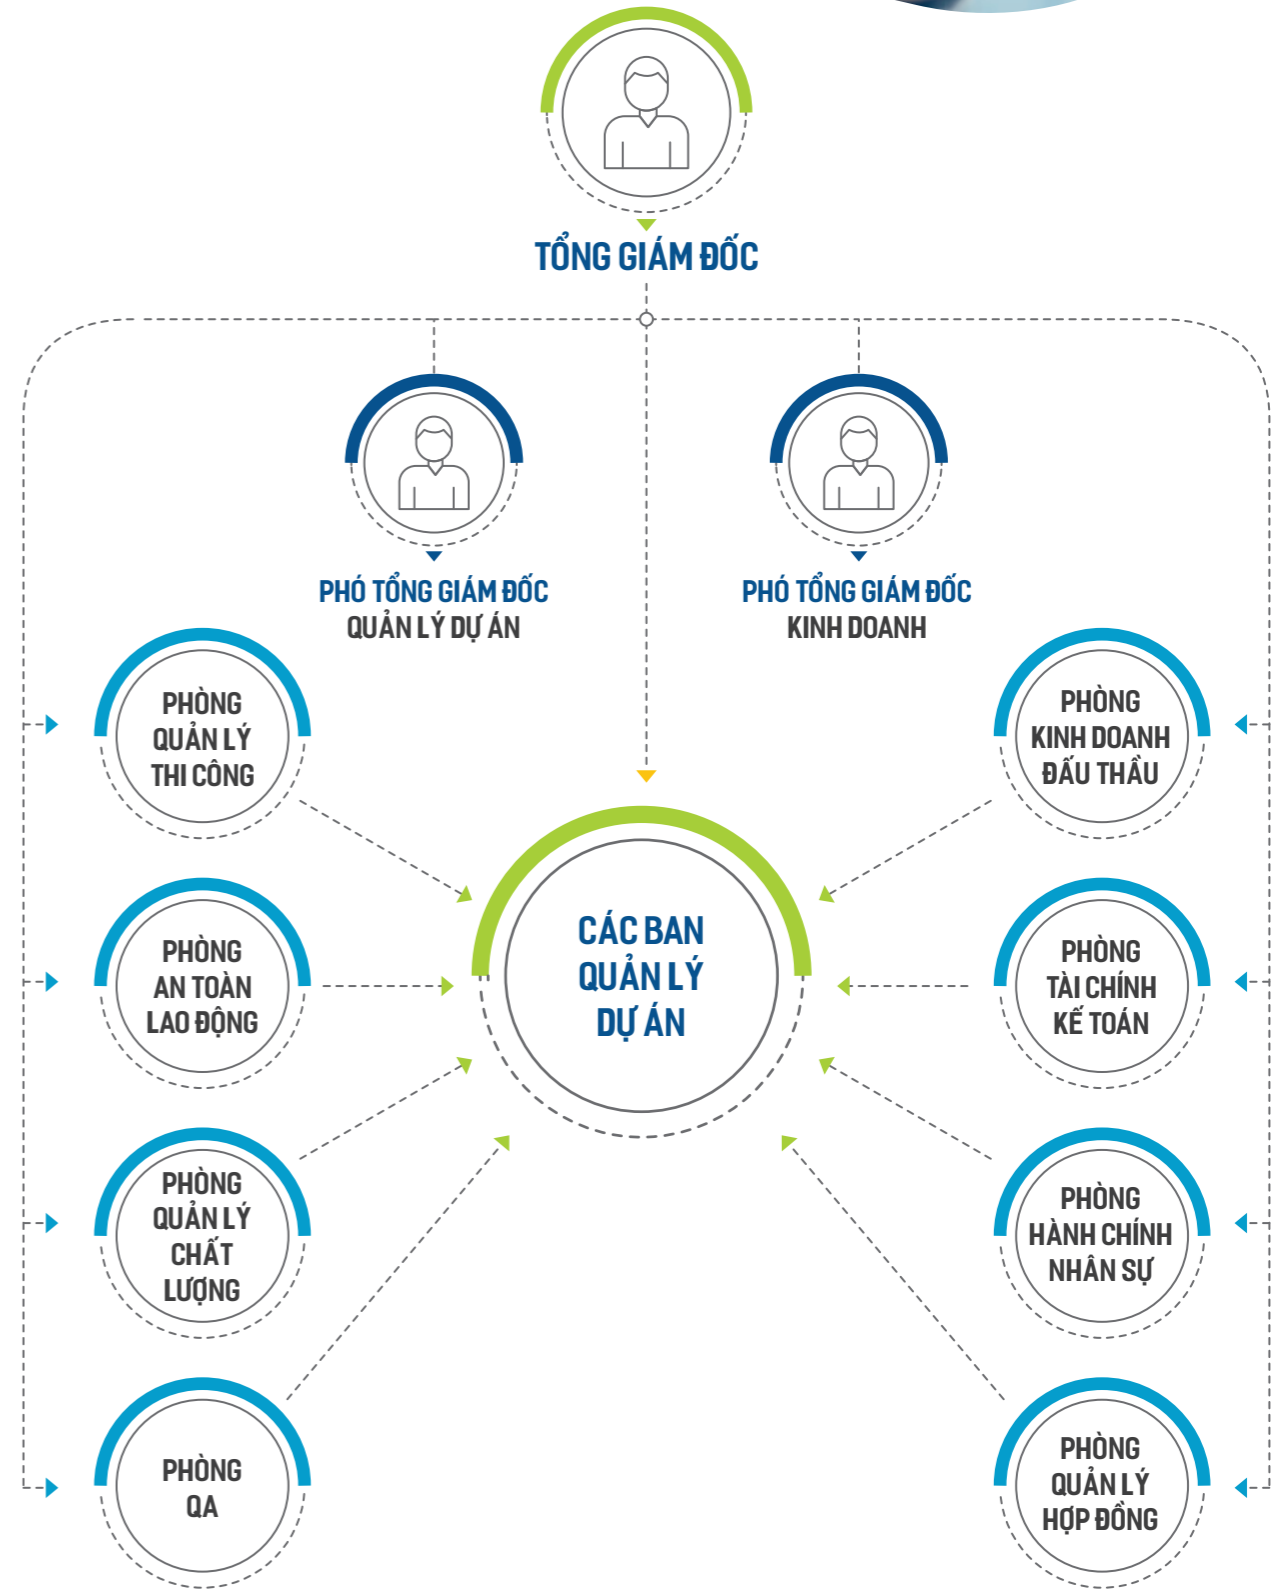 TỔNG GIÁM ĐỐC
PHÓ TỔNG GIÁM ĐỐC
QUẢN LÝ DỰ ÁN
PHÓ TỔNG GIÁM ĐỐC
KINH DOANH
PHÒNG
QUẢN LÝ
THI CÔNG
PHÒNG
KINH DOANH
ĐẤU THẦU
CÁC BAN
QUẢN LÝ
DỰ ÁN
PHÒNG
AN TOÀN
LAO ĐỘNG
PHÒNG
TÀI CHÍNH
KẾ TOÁN
PHÒNG
QUẢN LÝ
CHẤT
LƯỢNG
PHÒNG
HÀNH CHÍNH
NHÂN SỰ
PHÒNG
QA
PHÒNG
QUẢN LÝ
HỢP ĐỒNG